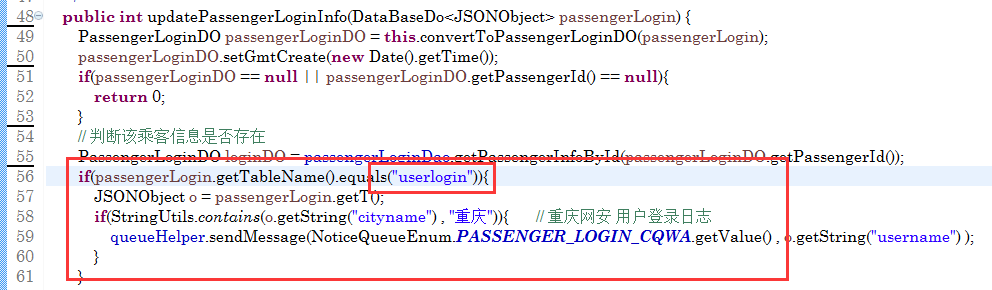 48 public int updatePassengerLoginInfo(DataBaseDo<JSONObject> passengerLogin) {
49 PassengerLoginDO passengerLoginDO = this.convertToPassengerLoginDO(passengerLogin);
50 passengerLoginDO.setGmtCreate(new Date().getTime());
51 if(passengerLoginDO == null || passengerLoginDO.getPassengerId() == null){
52 return 0;
53 }
54 //判断该乘客信息是否存在
55 PassengerLoginDO loginDO = passengerLoginDao.getPassengerInfoById(passengerLoginDO.getPassengerId());
56 if(passengerLogin.getTableName().equals("userlogin")){
57 JSONObject o = passengerLogin.getT();
58 if(StringUtils.contains(o.getString("cityname") , "重庆")){ //重庆网安 用户登录日志
59 queueHelper.sendMessage(NoticeQueueEnum.PASSENGER_LOGIN_CQWA.getValue() , o.getString("username") );
60 }
61 }